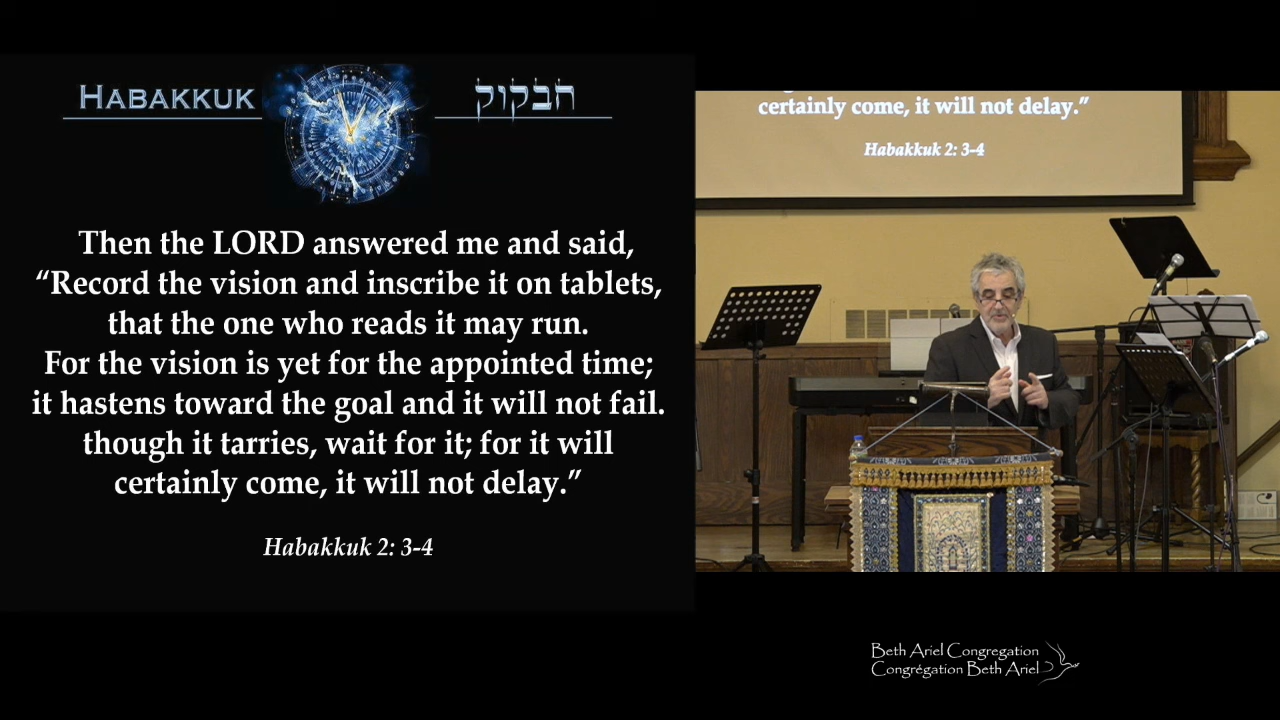 HABAKKUK
חבקוק
Then the LORD answered me and said,
“Record the vision and inscribe it on tablets,
that the one who reads it may run.
For the vision is yet for the appointed time;
it hastens toward the goal and it will not fail.
though it tarries, wait for it; for it will
certainly come, it will not delay.”
Habakkuk 2: 3-4
certainly come, it will not delay.”
Habakkuk 2: 3-4
Beth Ariel Congregation
Congrégation Beth Ariel